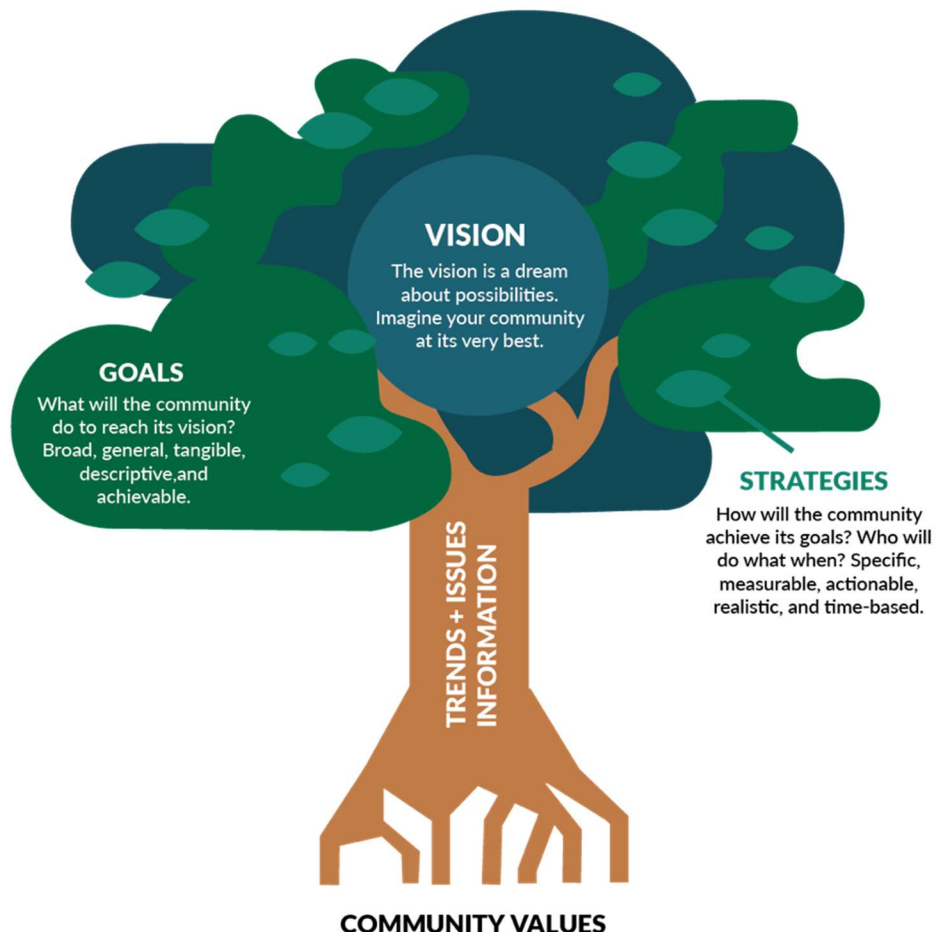 VISION
The vision is a dream
about possibilities.
Imagine your community
at its very best.
GOALS
What will the community
do to reach its vision?
Broad, general, tangible,
descriptive,and
achievable.
STRATEGIES
How will the community
achieve its goals? Who will
do what when? Specific,
measurable, actionable,
realistic, and time-based.
TRENDS + ISSUES
INFORMATION
COMMUNITY VALUES